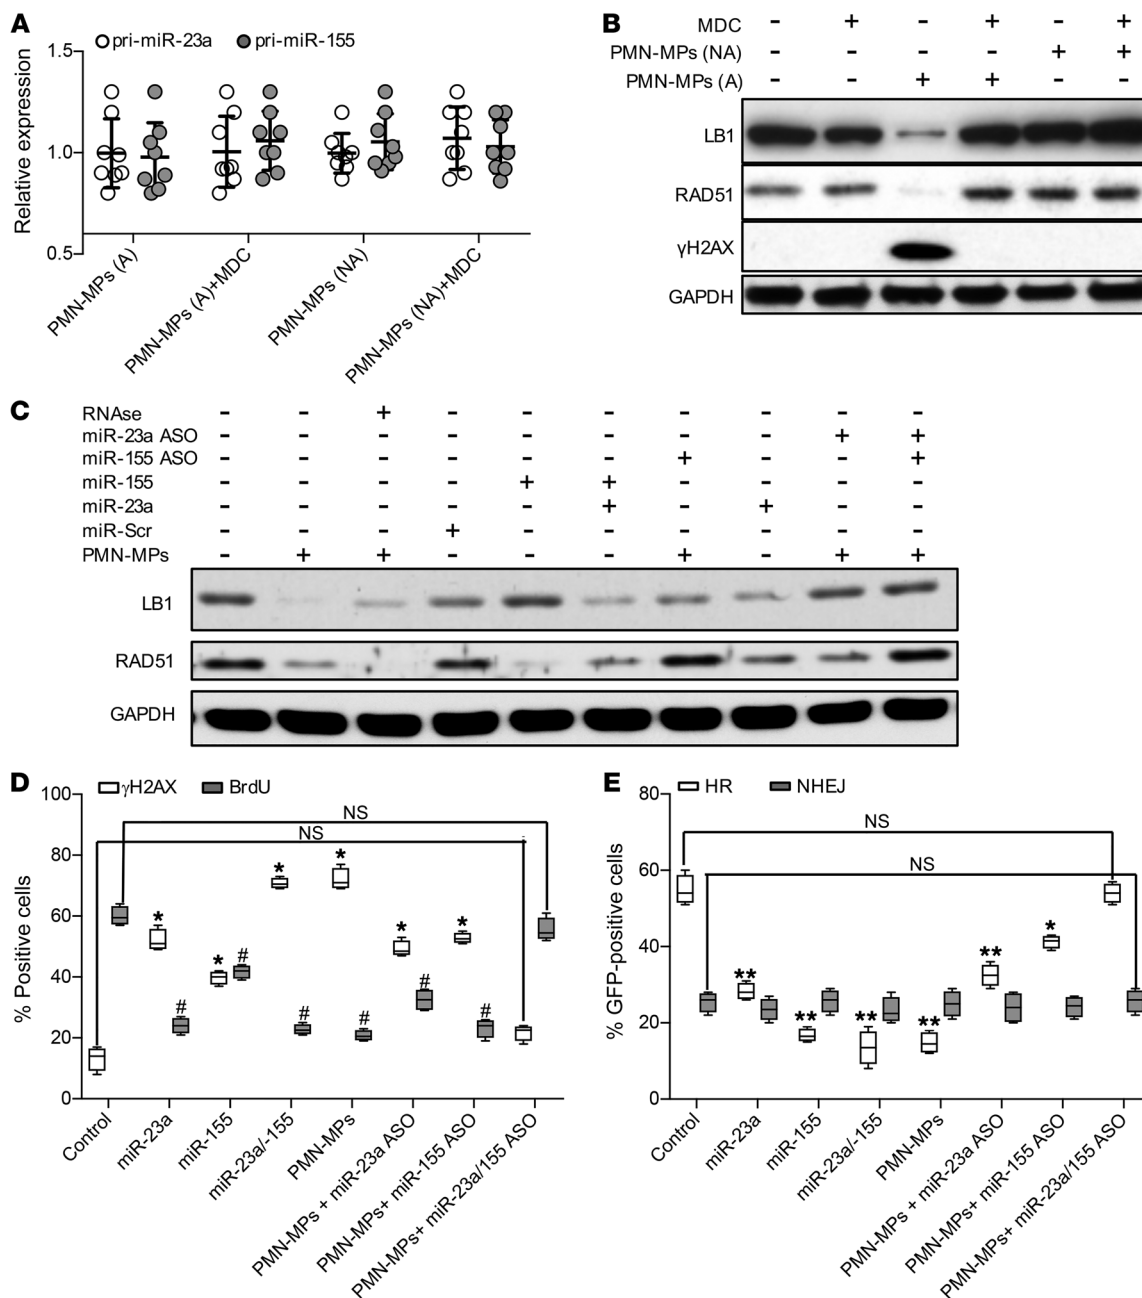 A
pri-miR-23a pri-miR-155
Relative expression
1.5
1.0
0.5
PMN-MPs (A)
PMN-MPs (A)+MDC
PMN-MPs (NA)
PMN-MPs (NA)+MDC
B
MDC - + - + - +
PMN-MPs (NA) - - - - + +
PMN-MPs (A) - - + + - -
LB1
RAD51
γH2AX
GAPDH
C
RNAse - - + - - - - - - -
miR-23a ASO - - - - - - - - + +
miR-155 ASO - - - - - - + - - +
miR-155 - - - - + + - - - -
miR-23a - - - - - + - + - -
miR-Scr - - - + - - - - - -
PMN-MPs - + + - - - + - + +
LB1
RAD51
GAPDH
D
γH2AX BrdU
% Positive cells
100
80
60
40
20
0
NS
NS
* * * * * *
# # # # # #
Control
miR-23a
miR-155
miR-23a/-155
PMN-MPs
PMN-MPs + miR-23a ASO
PMN-MPs+ miR-155 ASO
PMN-MPs+ miR-23a/155 ASO
E
HR NHEJ
% GFP-positive cells
80
60
40
20
0
NS
NS
** ** ** ** ** *
Control
miR-23a
miR-155
miR-23a/-155
PMN-MPs
PMN-MPs + miR-23a ASO
PMN-MPs+ miR-155 ASO
PMN-MPs+ miR-23a/155 ASO